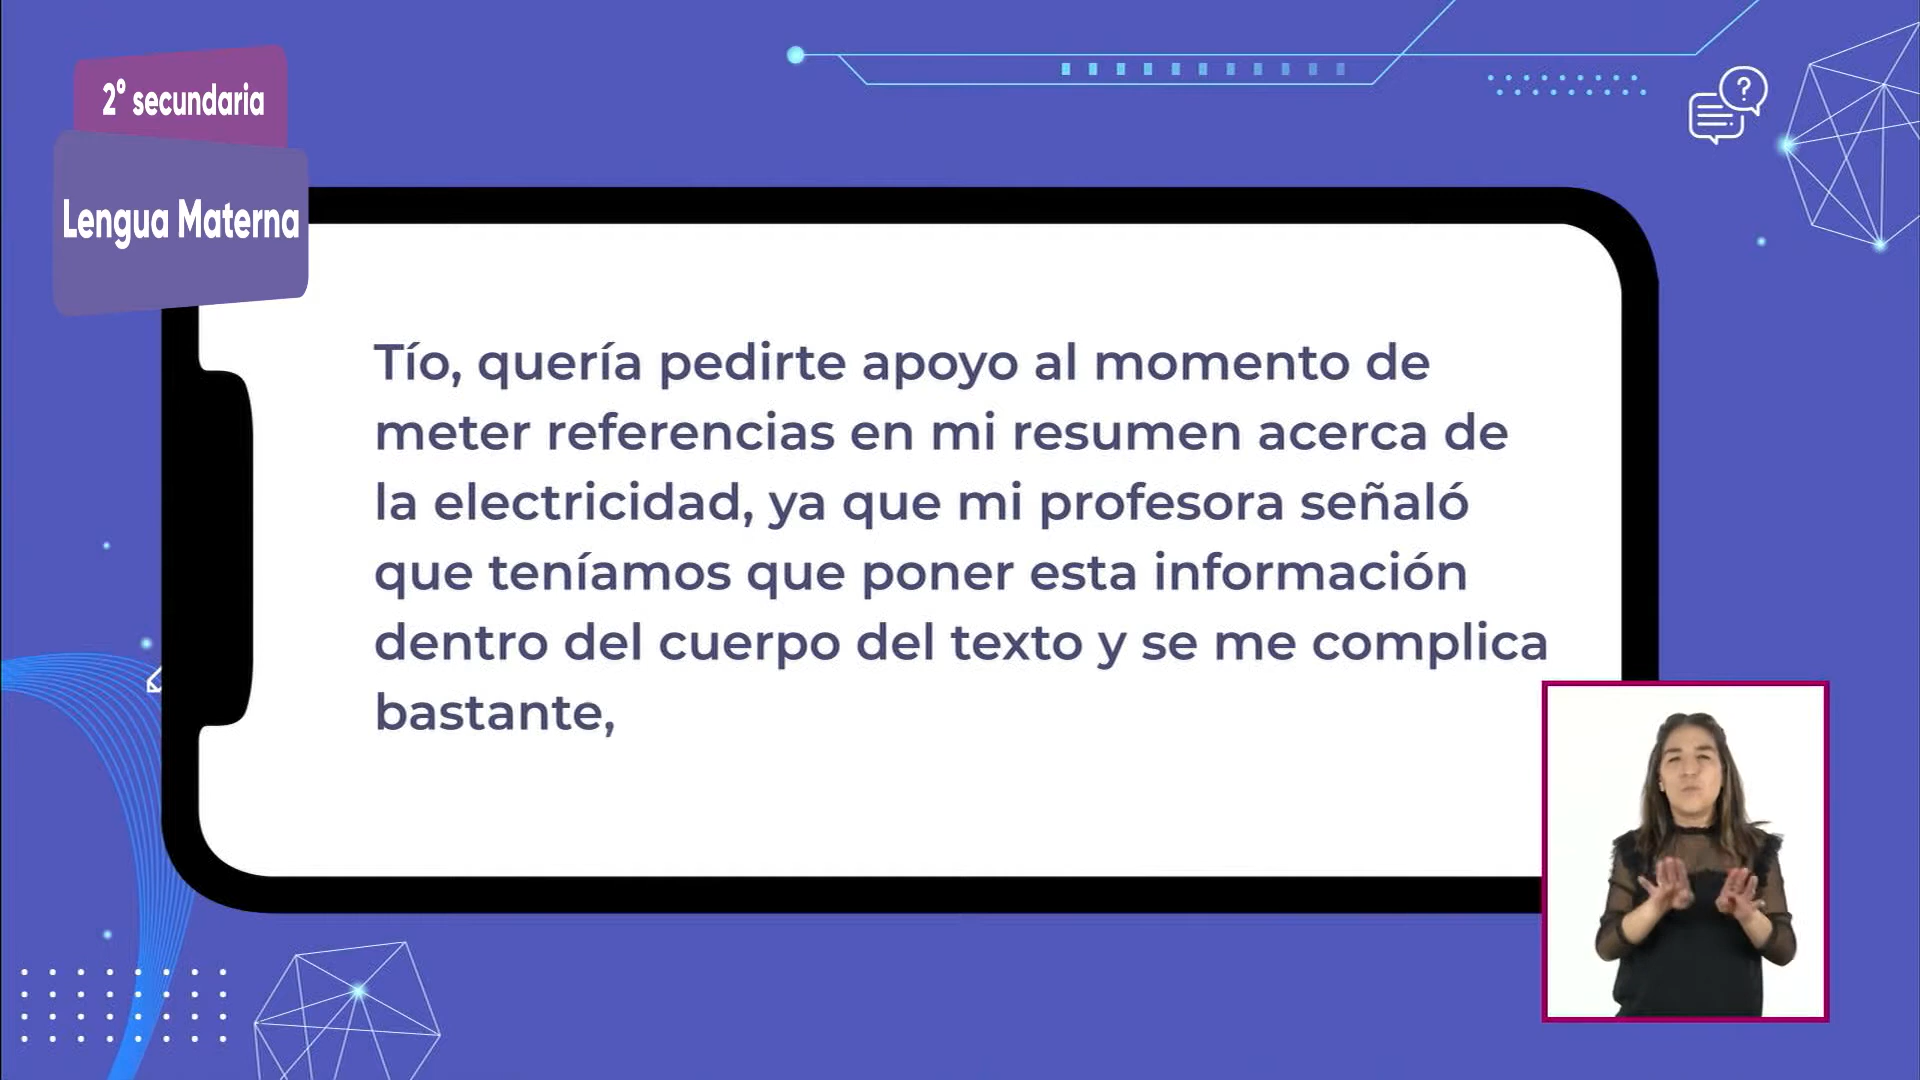 2° secundaria
Lengua Materna
Tío, quería pedirte apoyo al momento de
meter referencias en mi resumen acerca de
la electricidad, ya que mi profesora señaló
que teníamos que poner esta información
dentro del cuerpo del texto y se me complica
bastante,